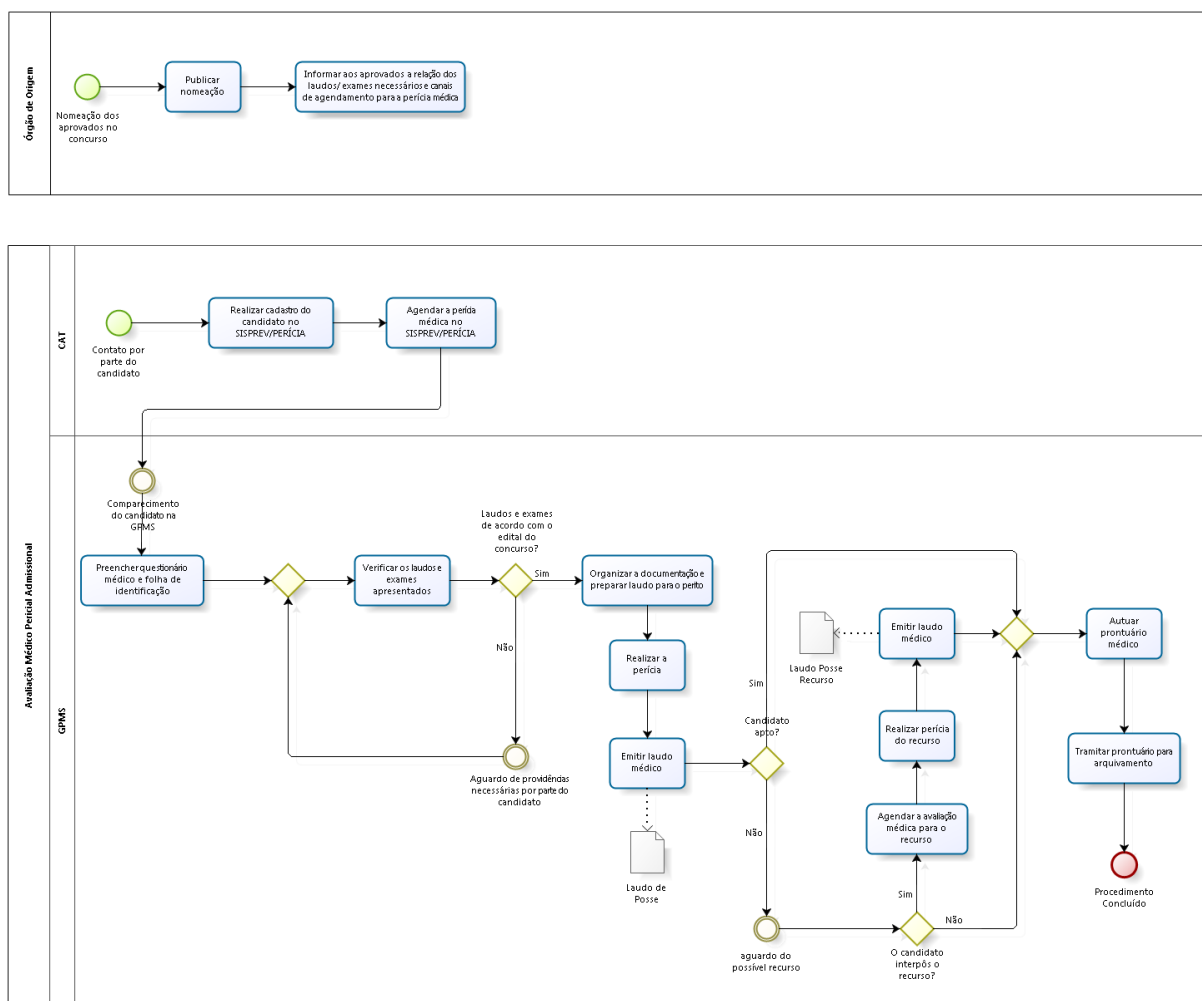 Órgão de Origem
Nomeação dos
aprovados no
concurso
Publicar
nomeação
Informar aos aprovados a relação dos
laudos/ exames necessários e canais
de agendamento para a perícia médica
Avaliação Médico Pericial Admissional
CAT
Contato por
parte do
candidato
Realizar cadastro do
candidato no
SISPREV/PERÍCIA
Agendar a perícia
médica no
SISPREV/PERÍCIA
GPMS
Comparecimento
do candidato na
GPMS
Preencher questionário
médico e folha de
identificação
Verificar os laudos e
exames
apresentados
Laudos e exames
de acordo com o
edital do
concurso?
Sim
Não
Aguardo de providências
necessárias por parte do
candidato
Organizar a documentação e
preparar laudo para o perito
Realizar a
perícia
Emitir laudo
médico
Laudo de
Posse
Candidato
apto?
Sim
Não
aguardo do
possível recurso
O candidato
interpôs o
recurso?
Sim
Não
Agendar a avaliação
médica para o
recurso
Realizar perícia
do recurso
Emitir laudo
médico
Laudo Posse
Recurso
Autuar
prontuário
médico
Tramitar prontuário para
arquivamento
Procedimento
Concluído